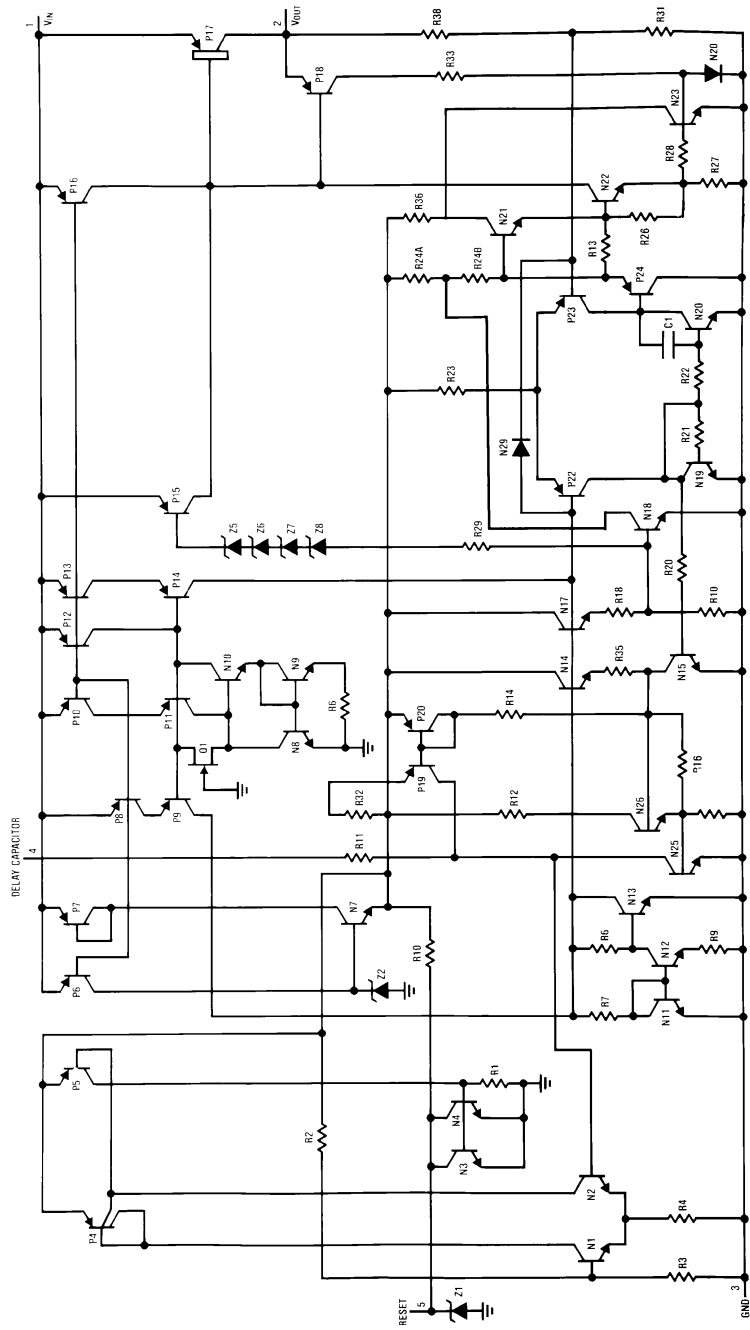 1
VIN
P17
2
VOUT
R38
R31
P18
R33
N20
N23
R28
P16
R36
N22
R27
N21
R26
R24A
R24B
R13
P24
P23
C1
N20
R23
R22
N29
R21
P15
P22
N19
Z5
Z6
Z7
Z8
R29
N18
R20
P13
P14
N17
R18
R10
P12
N14
R35
N15
P10
P11
N10
N9
R6
P20
R14
N8
P19
R16
Q1
P8
P9
R32
R12
N26
DELAY CAPACITOR
4
R11
N25
P7
N7
N13
P6
Z2
R10
R6
N12
R9
R7
N11
P5
R2
N4
R1
N3
N2
P4
N1
R4
R3
RESET
5
Z1
3
GND